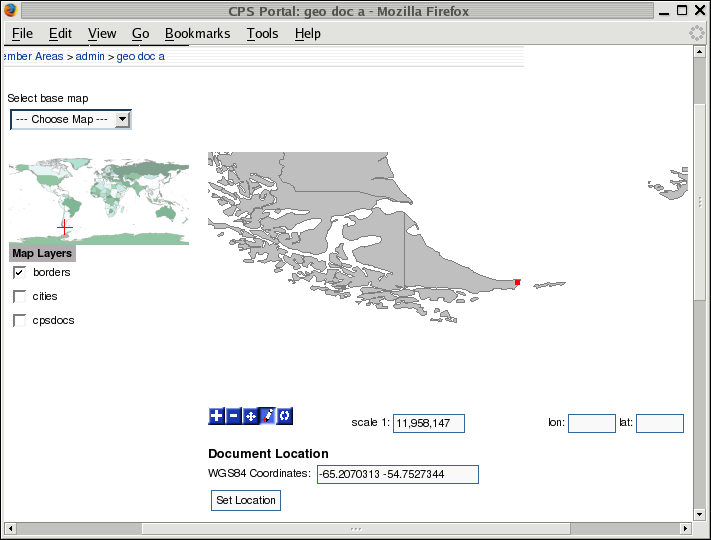 CPS Portal: geo doc a - Mozilla Firefox
File Edit View Go Bookmarks Tools Help
ember Areas > admin > geo doc a
Select base map
--- Choose Map ---
Map Layers
borders
cities
cpsdocs
scale 1: 11,958,147 lon: lat:
Document Location
WGS84 Coordinates: -65.2070313 -54.7527344
Set Location